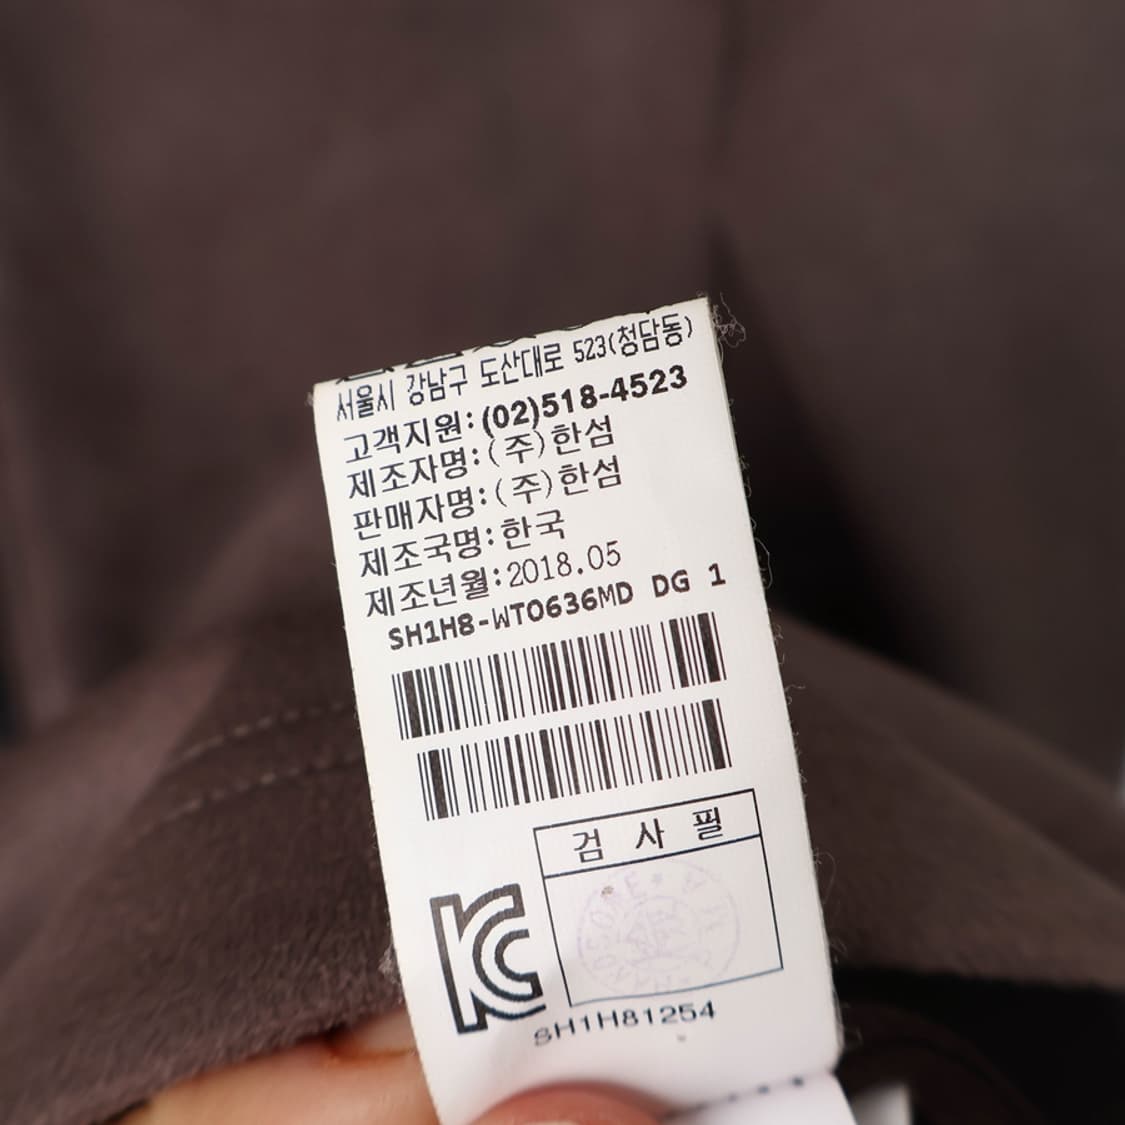 서울시 강남구 도산대로 523(청담동)
고객지원:(02)518-4523
제조자명:(주)한섬
판매자명:(주)한섬
제조국명:한국
제조년월:2018.05
SH1H8-WTO636MD DG 1
검 사 필
KC
SH1H81254